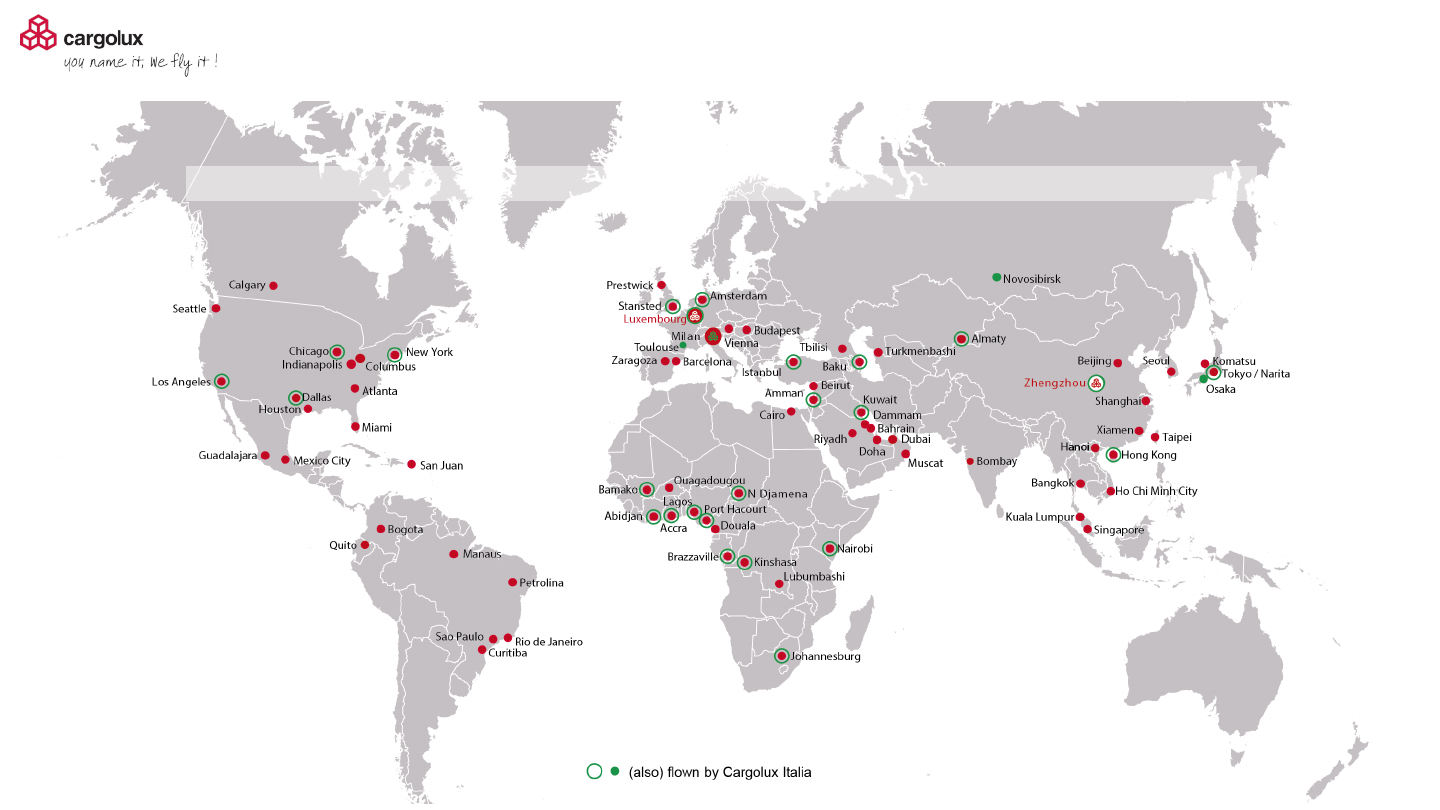 cargolux
you name it, we fly it !
Calgary
Seattle
Chicago
New York
Indianapolis
Columbus
Los Angeles
Dallas
Atlanta
Houston
Miami
Guadalajara
Mexico City
San Juan
Bogota
Quito
Manaus
Petrolina
Sao Paulo
Rio de Janeiro
Curitiba
Prestwick
Amsterdam
Stansted
Luxembourg
Milan
Budapest
Vienna
Toulouse
Zaragoza
Barcelona
Istanbul
Tbilisi
Turkmenbashi
Baku
Novosibirsk
Almaty
Beirut
Amman
Cairo
Kuwait
Dammam
Bahrain
Riyadh
Dubai
Doha
Muscat
Bombay
Beijing
Seoul
Komatsu
Tokyo / Narita
Osaka
Zhengzhou
Shanghai
Xiamen
Taipei
Hanoi
Hong Kong
Bangkok
Ho Chi Minh City
Kuala Lumpur
Singapore
Ouagadougou
Bamako
N Djamena
Lagos
Port Hacourt
Abidjan
Accra
Douala
Brazzaville
Kinshasa
Nairobi
Lubumbashi
Johannesburg
(also) flown by Cargolux Italia